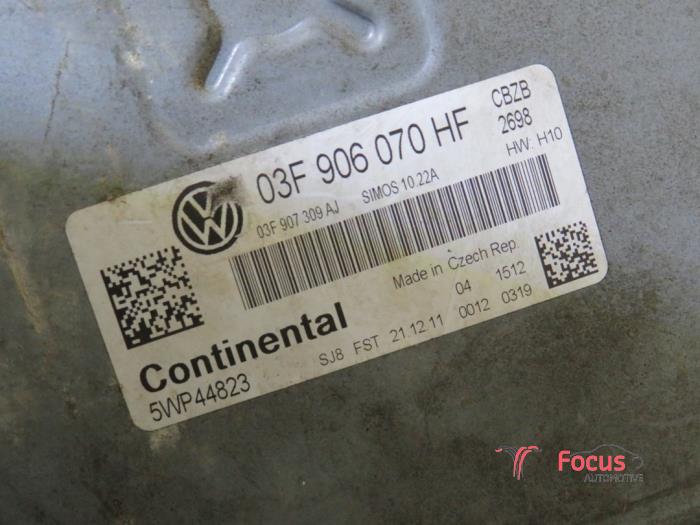 03F 906 070 HF
CBZB
2698
03F 907 309 AJ SIMOS 10.22A
HW: H10
Made in Czech Rep.
04 1512
Continental
SJ8 FST 21.12.11 0012 0319
5WP44823
Focus
AUTOMOTIVE